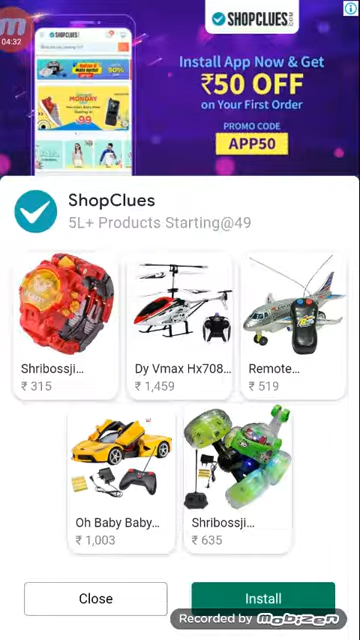 SHOPCLUES.COM
04:32
Install App Now & Get
₹50 OFF
on Your First Order
PROMO CODE
APP50
ShopClues
5L+ Products Starting@49
Shribossji...
₹ 315
Dy Vmax Hx708...
₹ 1,459
Remote...
₹ 519
Oh Baby Baby...
₹ 1,003
Shribossji...
₹ 635
Close
Install
Recorded by Mobizen